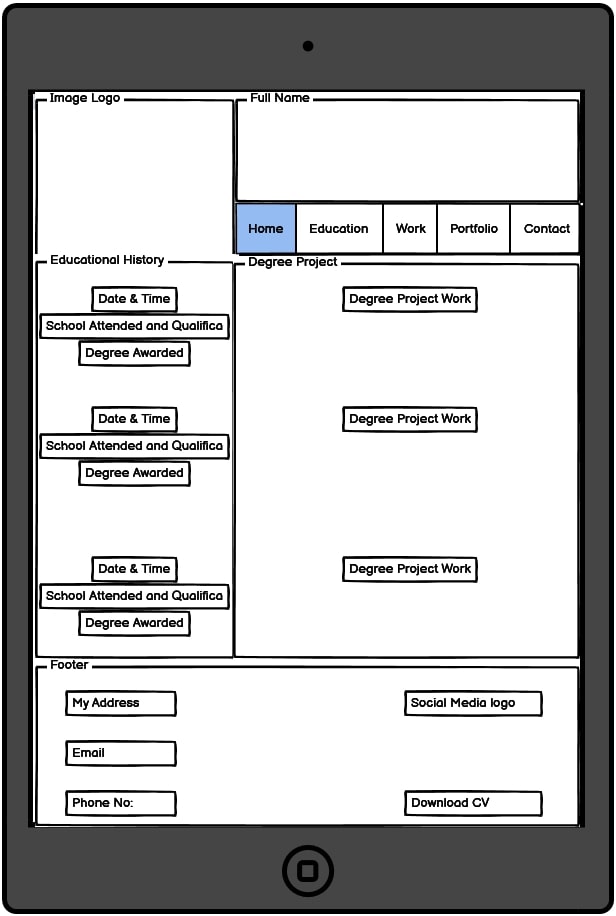 Image Logo
Full Name
Home Education Work Portfolio Contact
Educational History
Date & Time
School Attended and Qualifica
Degree Awarded
Date & Time
School Attended and Qualifica
Degree Awarded
Date & Time
School Attended and Qualifica
Degree Awarded
Degree Project
Degree Project Work
Degree Project Work
Degree Project Work
Footer
My Address
Email
Phone No:
Social Media logo
Download CV